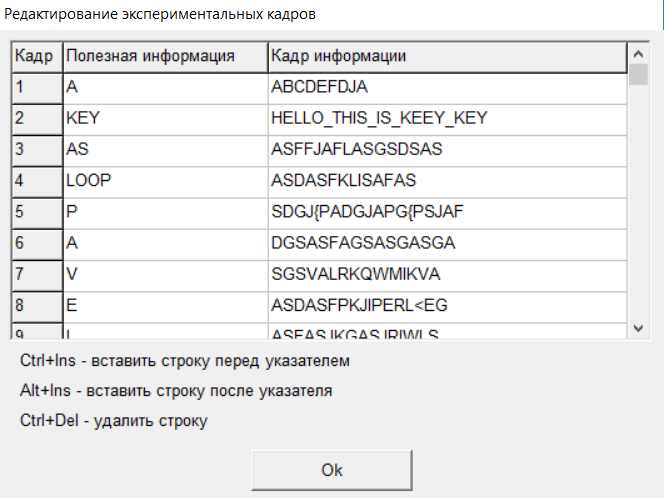 Редактирование экспериментальных кадров
Кадр Полезная информация Кадр информации
1 A ABCDEFDJA
2 KEY HELLO_THIS_IS_KEEY_KEY
3 AS ASFFJAFLASGSDSAS
4 LOOP ASDASFKLISAFAS
5 P SDGJ{PADGJAPG{PSJAF
6 A DGSASFAGSASGASGA
7 V SGSVALRKQWMIKVA
8 E ASDASFPKJIPERL<EG
9
Ctrl+Ins - вставить строку перед указателем
Alt+Ins - вставить строку после указателя
Ctrl+Del - удалить строку
Ok